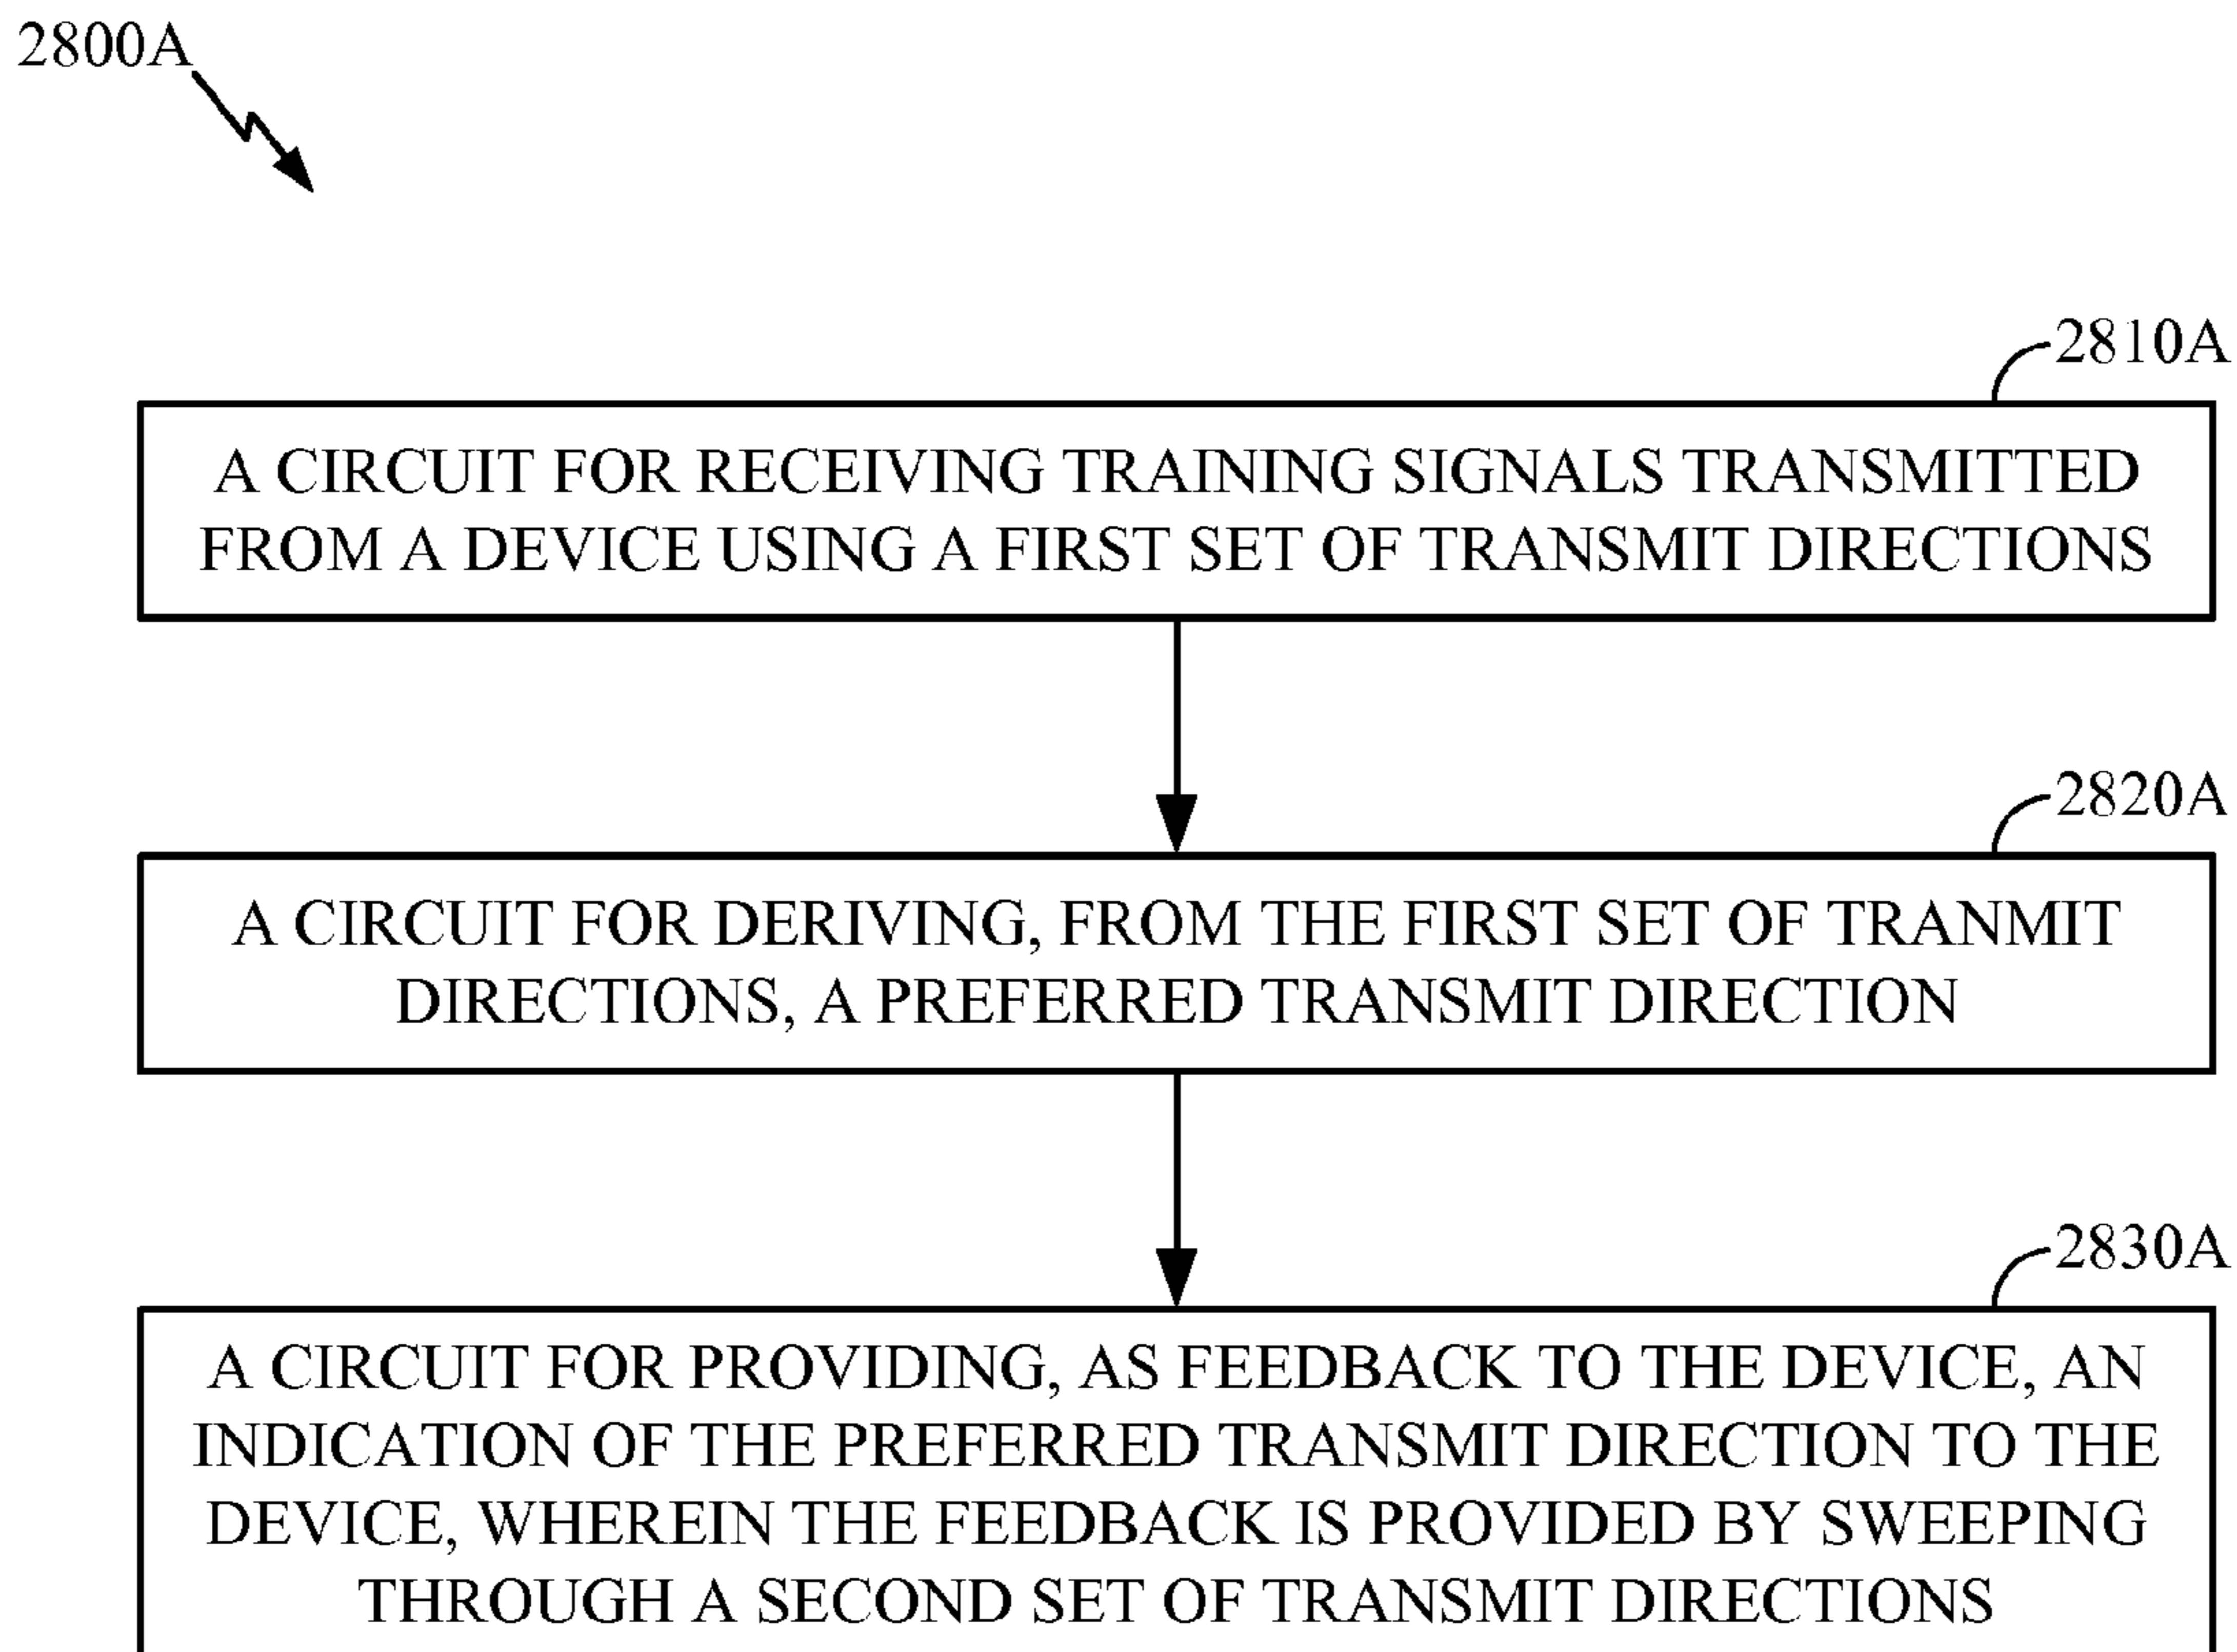 2800A
2810A
A CIRCUIT FOR RECEIVING TRAINING SIGNALS TRANSMITTED
FROM A DEVICE USING A FIRST SET OF TRANSMIT DIRECTIONS
2820A
A CIRCUIT FOR DERIVING, FROM THE FIRST SET OF TRANMIT
DIRECTIONS, A PREFERRED TRANSMIT DIRECTION
2830A
A CIRCUIT FOR PROVIDING, AS FEEDBACK TO THE DEVICE, AN
INDICATION OF THE PREFERRED TRANSMIT DIRECTION TO THE
DEVICE, WHEREIN THE FEEDBACK IS PROVIDED BY SWEEPING
THROUGH A SECOND SET OF TRANSMIT DIRECTIONS